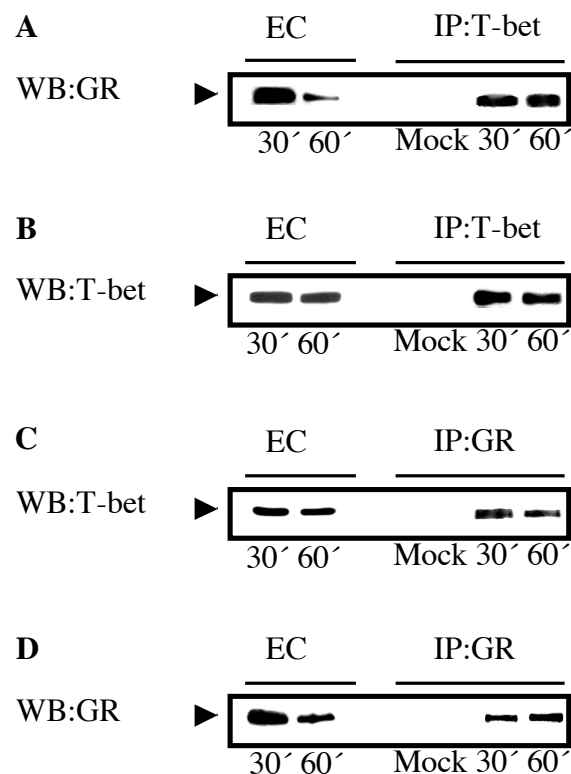 A
EC IP:T-bet
WB:GR
30´ 60´ Mock 30´ 60´
B
EC IP:T-bet
WB:T-bet
30´ 60´ Mock 30´ 60´
C
EC IP:GR
WB:T-bet
30´ 60´ Mock 30´ 60´
D
EC IP:GR
WB:GR
30´ 60´ Mock 30´ 60´